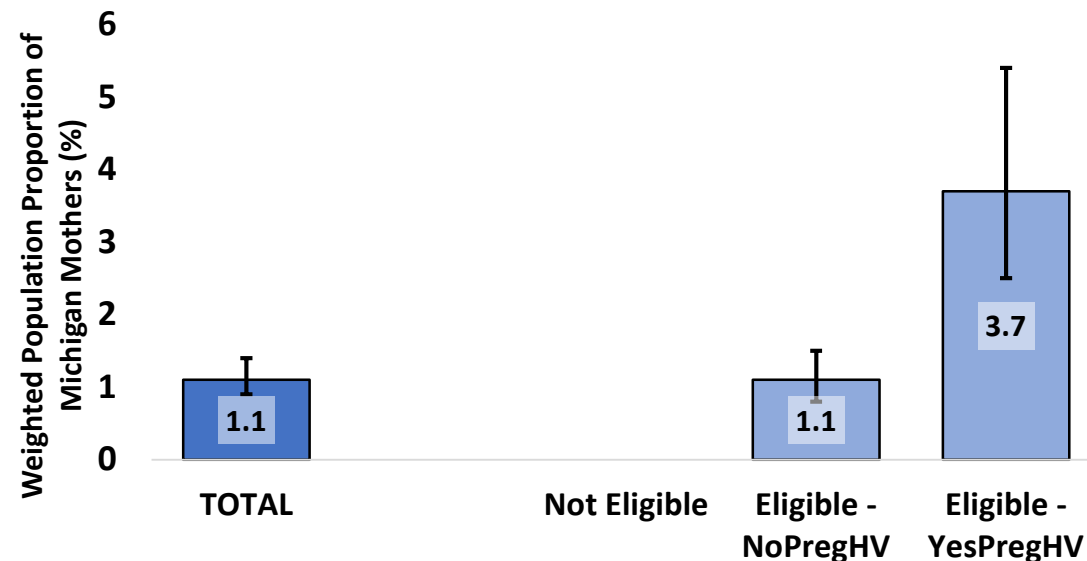 Weighted Population Proportion of
Michigan Mothers (%)
6
5
4
3
2
1
0
1.1
1.1
3.7
TOTAL
Not Eligible
Eligible -
NoPregHV
Eligible -
YesPregHV